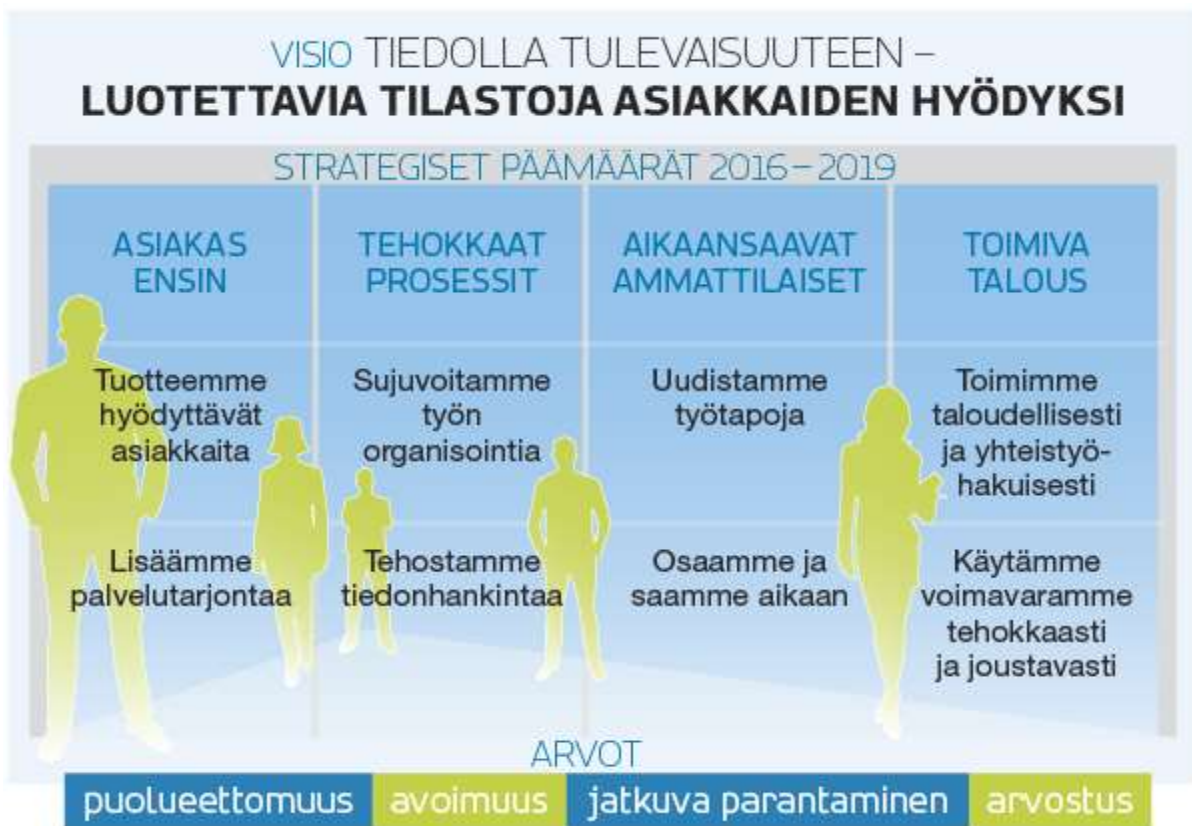 VISIO TIEDOLLA TULEVAISUUTEEN –
LUOTETTAVIA TILASTOJA ASIAKKAIDEN HYÖDYKSI
STRATEGISET PÄÄMÄÄRÄT 2016–2019
ASIAKAS
ENSIN
Tuotteemme
hyödyttävät
asiakkaita
Lisäämme
palvelutarjontaa
TEHOKKAAT
PROSESSIT
Sujuvoitamme
työn
organisointia
Tehostamme
tiedonhankintaa
AIKAANSAAVAT
AMMATTILAISET
Uudistamme
työtapoja
Osaamme ja
saamme aikaan
TOIMIVA
TALOUS
Toimimme
taloudellisesti
ja yhteistyö-
hakuisesti
Käytämme
voimavaramme
tehokkaasti
ja joustavasti
ARVOT
puolueettomuus avoimuus jatkuva parantaminen arvostus